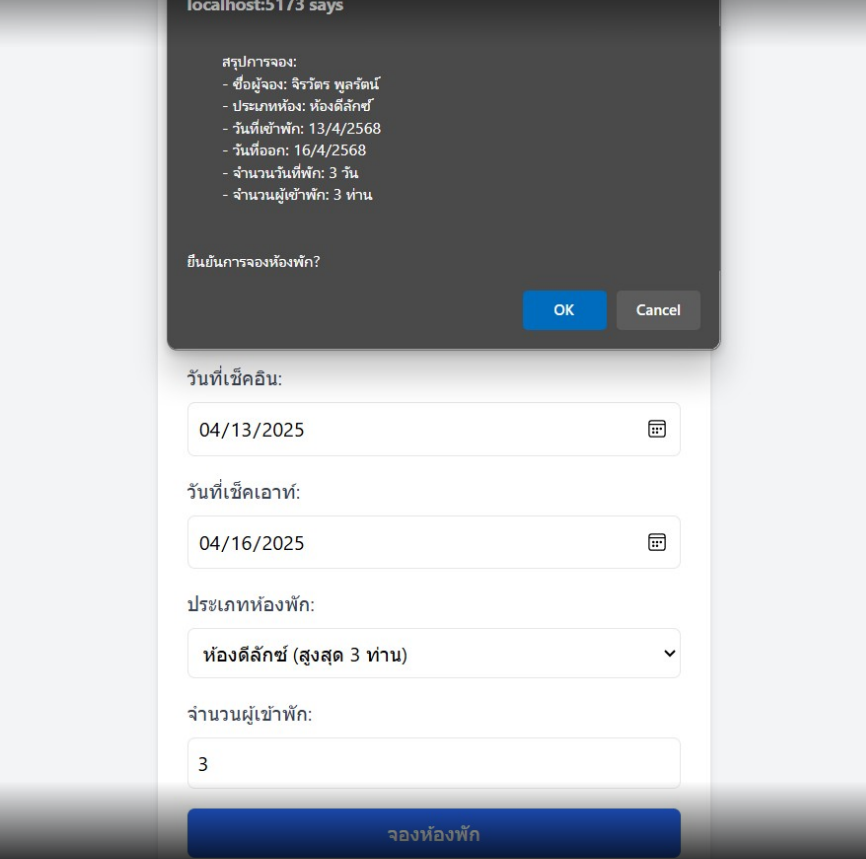 localhost:5173 says
สรุปการจอง:
- ชื่อผู้จอง: จิรวัตร พูลรัตน์
- ประเภทห้อง: ห้องดีลักซ์
- วันที่เข้าพัก: 13/4/2568
- วันที่ออก: 16/4/2568
- จำนวนวันที่พัก: 3 วัน
- จำนวนผู้เข้าพัก: 3 ท่าน
ยืนยันการจองห้องพัก?
OK Cancel
วันที่เช็คอิน:
04/13/2025
วันที่เช็คเอาท์:
04/16/2025
ประเภทห้องพัก:
ห้องดีลักซ์ (สูงสุด 3 ท่าน)
จำนวนผู้เข้าพัก:
3
จองห้องพัก